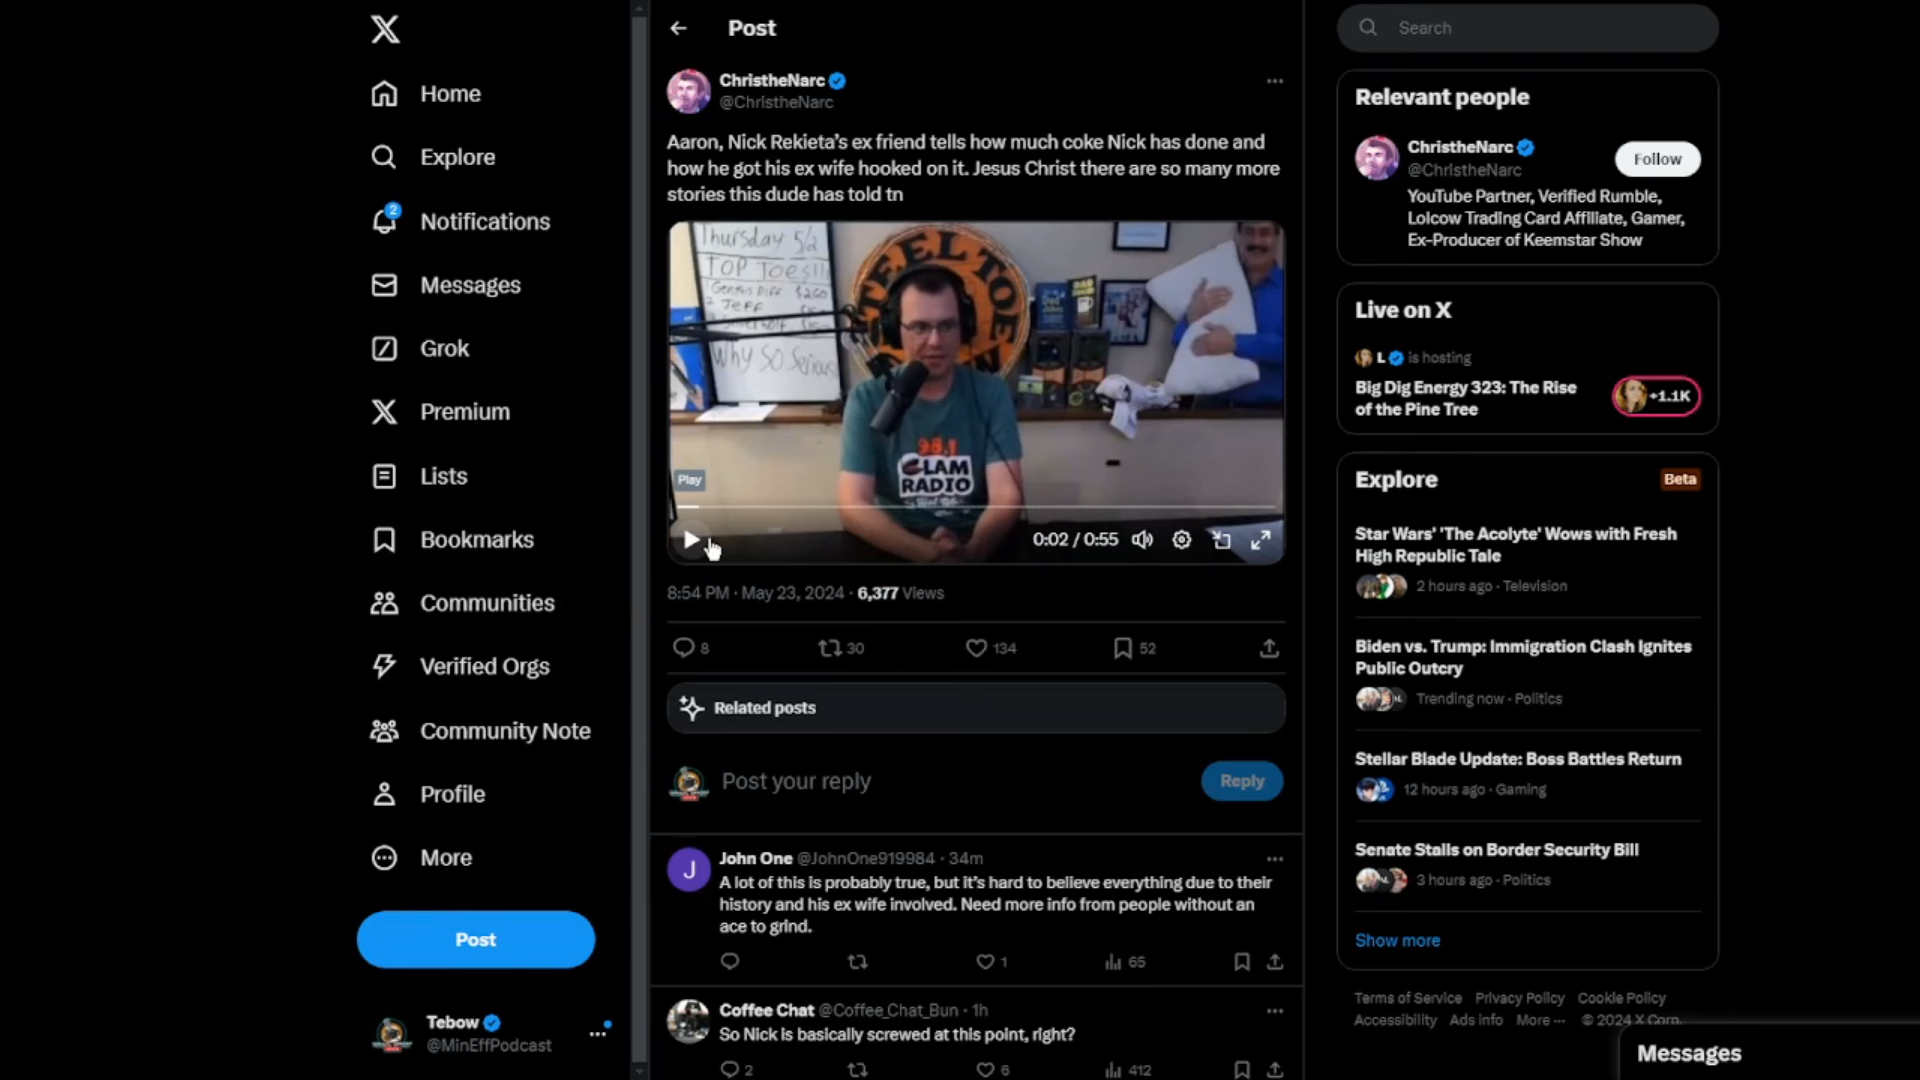 Home
Explore
2
Notifications
Messages
Grok
Premium
Lists
Bookmarks
Communities
Verified Orgs
Community Note
Profile
More
Post
Tebow
@MinEffPodcast
Post
ChristheNarc
@ChristheNarc
Aaron, Nick Rekieta's ex friend tells how much coke Nick has done and
how he got his ex wife hooked on it. Jesus Christ there are so many more
stories this dude has told tn
Thursday 5/2
TOP TOES!!!
JEFF
Why So Serious
STEEL TOE
98.1
CLAM
RADIO
Play
0:02 / 0:55
8:54 PM · May 23, 2024 · 6,377 Views
8
30
134
52
Related posts
Post your reply
Reply
J
John One @JohnOne919984 · 34m
A lot of this is probably true, but it's hard to believe everything due to their
history and his ex wife involved. Need more info from people without an
ace to grind.
1
65
Coffee Chat @Coffee_Chat_Bun · 1h
So Nick is basically screwed at this point, right?
2
6
412
Search
Relevant people
ChristheNarc
@ChristheNarc
Follow
YouTube Partner, Verified Rumble,
Lolcow Trading Card Affiliate, Gamer,
Ex-Producer of Keemstar Show
Live on X
L is hosting
Big Dig Energy 323: The Rise
of the Pine Tree
+1.1K
Explore
Beta
Star Wars' 'The Acolyte' Wows with Fresh
High Republic Tale
2 hours ago · Television
Biden vs. Trump: Immigration Clash Ignites
Public Outcry
Trending now · Politics
Stellar Blade Update: Boss Battles Return
12 hours ago · Gaming
Senate Stalls on Border Security Bill
3 hours ago · Politics
Show more
Terms of Service Privacy Policy Cookie Policy
Accessibility Ads info More ··· © 2024 X Corp.
Messages